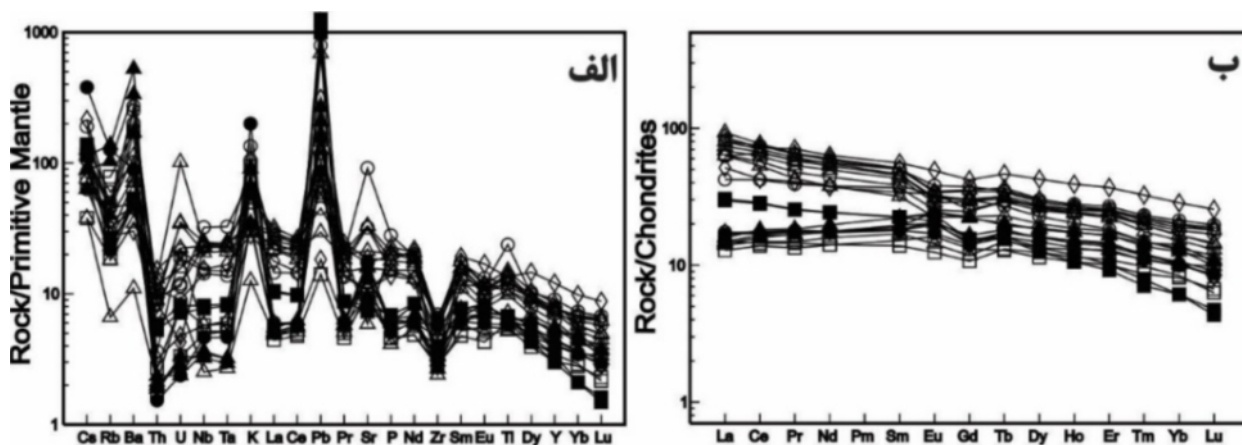 الف
1000
100
10
1
Rock/Primitive Mantle
Cs Rb Ba Th U Nb Ta K La Ce Pb Pr Sr P Nd Zr Sm Eu Ti Dy Y Yb Lu
ب
100
10
1
Rock/Chondrites
La Ce Pr Nd Pm Sm Eu Gd Tb Dy Ho Er Tm Yb Lu